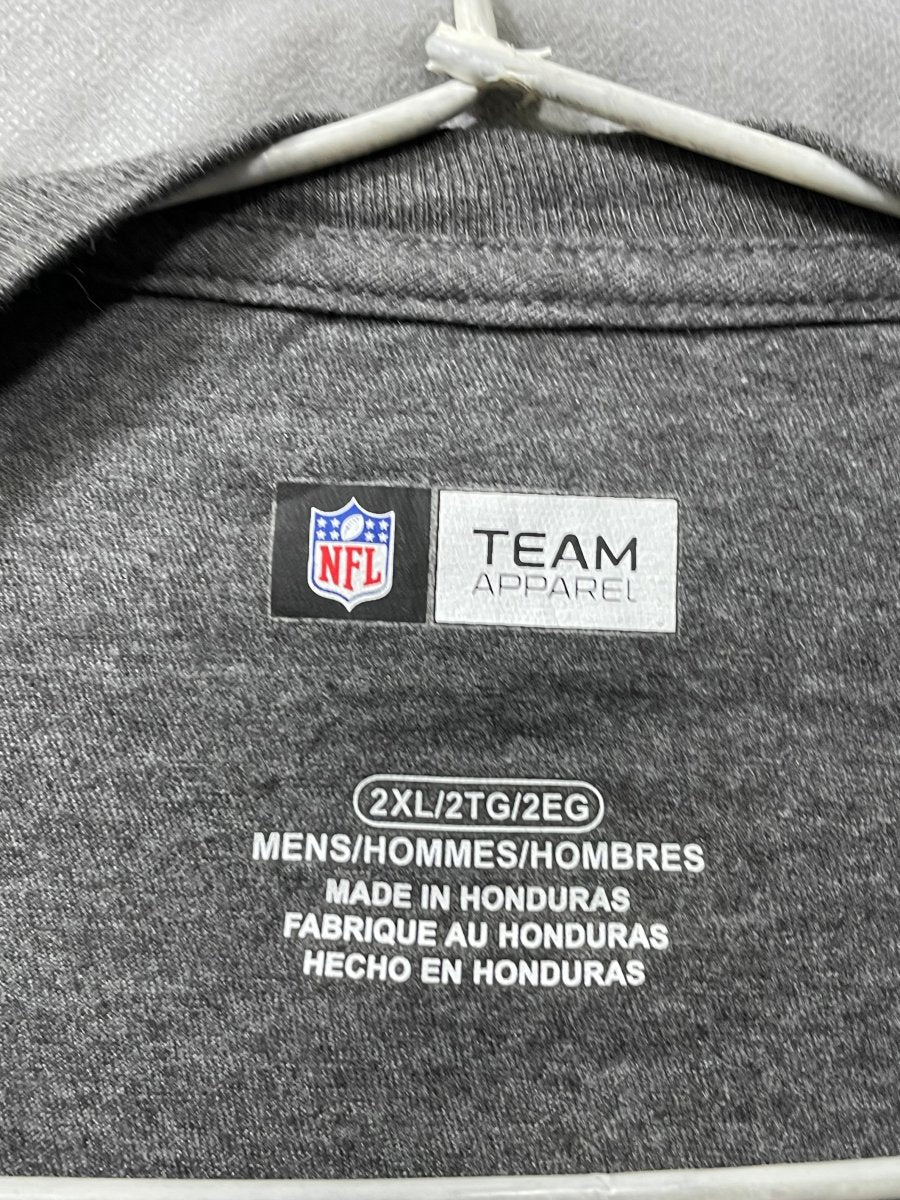 NFL
TEAM
APPAREL
2XL/2TG/2EG
MENS/HOMMES/HOMBRES
MADE IN HONDURAS
FABRIQUE AU HONDURAS
HECHO EN HONDURAS